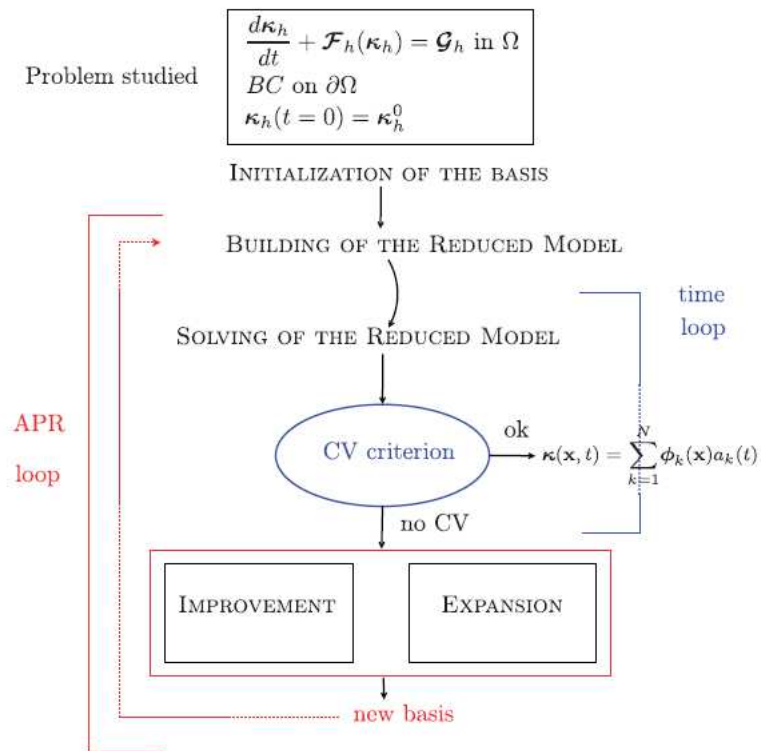 dκ_h/dt + F_h(κ_h) = G_h in Ω
Problem studied
BC on ∂Ω
κ_h(t = 0) = κ_h^0
INITIALIZATION OF THE BASIS
BUILDING OF THE REDUCED MODEL
time
loop
SOLVING OF THE REDUCED MODEL
APR
loop
CV criterion
ok
κ(x, t) = ∑_{k=1}^{N} ϕ_k(x)a_k(t)
no CV
IMPROVEMENT
EXPANSION
new basis